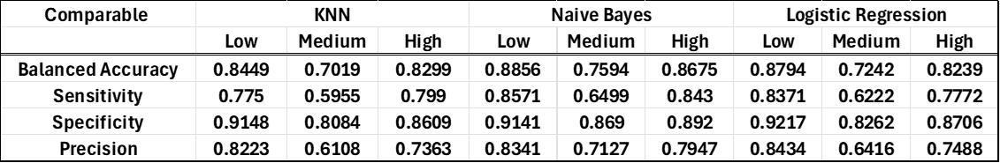 Comparable KNN Naive Bayes Logistic Regression
Low Medium High Low Medium High Low Medium High
Balanced Accuracy 0.8449 0.7019 0.8299 0.8856 0.7594 0.8675 0.8794 0.7242 0.8239
Sensitivity 0.775 0.5955 0.799 0.8571 0.6499 0.843 0.8371 0.6222 0.7772
Specificity 0.9148 0.8084 0.8609 0.9141 0.869 0.892 0.9217 0.8262 0.8706
Precision 0.8223 0.6108 0.7363 0.8341 0.7127 0.7947 0.8434 0.6416 0.7488